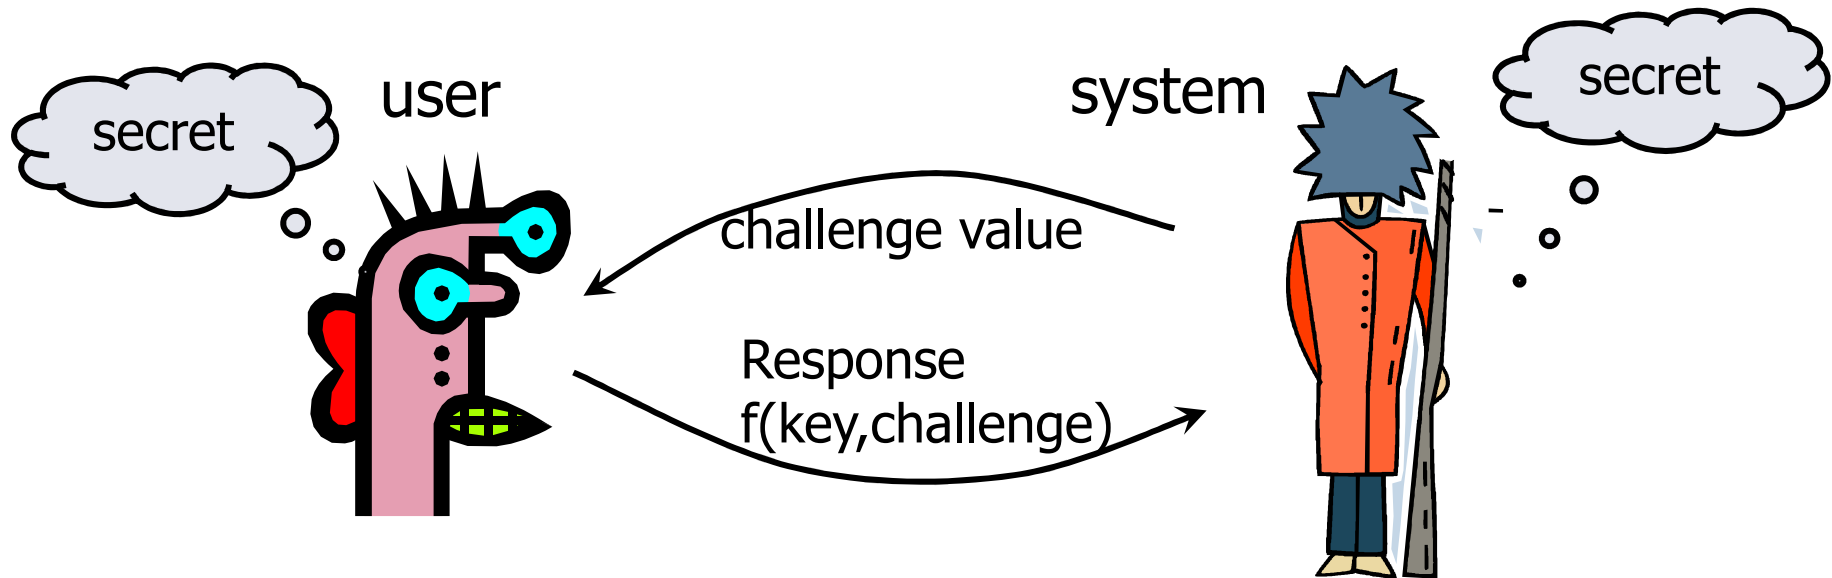 secret
user
system
secret
challenge value
Response
f(key,challenge)